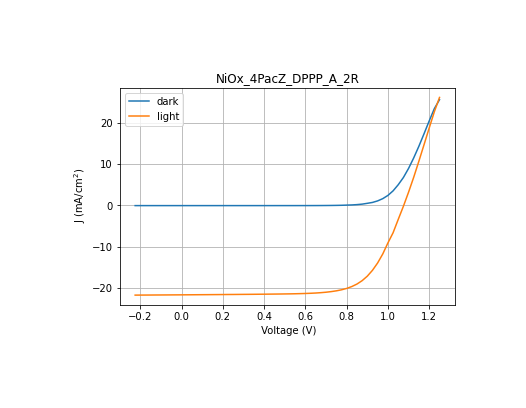 NiOx_4PacZ_DPPP_A_2R
dark
light
20
10
0
−10
−20
J (mA/cm²)
−0.2 0.0 0.2 0.4 0.6 0.8 1.0 1.2
Voltage (V)